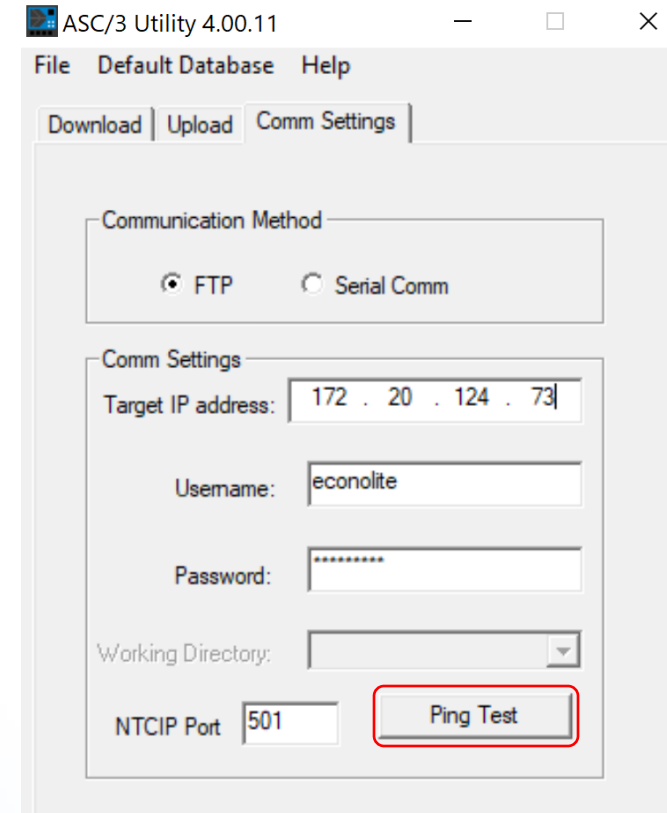 ASC/3 Utility 4.00.11
File Default Database Help
Download Upload Comm Settings
Communication Method
FTP Serial Comm
Comm Settings
Target IP address: 172 . 20 . 124 . 73
Username: econolite
Password: *********
Working Directory:
NTCIP Port 501 Ping Test